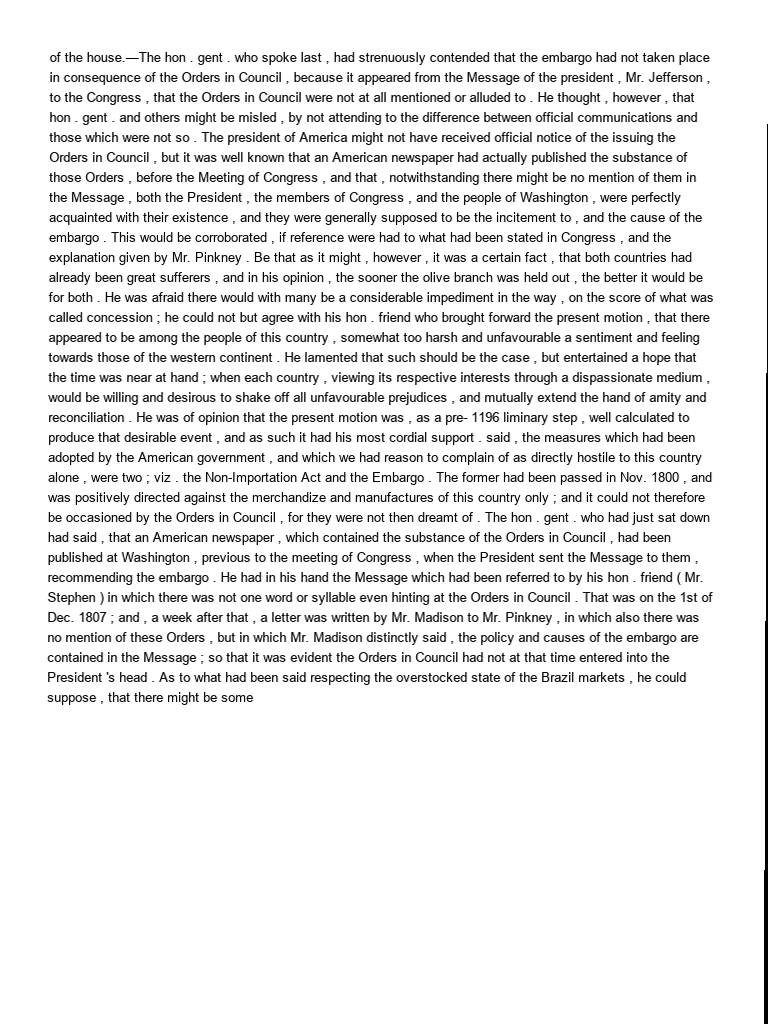 of the house.—The hon . gent . who spoke last , had strenuously contended that the embargo had not taken place
in consequence of the Orders in Council , because it appeared from the Message of the president , Mr. Jefferson ,
to the Congress , that the Orders in Council were not at all mentioned or alluded to . He thought , however , that
hon . gent . and others might be misled , by not attending to the difference between official communications and
those which were not so . The president of America might not have received official notice of the issuing the
Orders in Council , but it was well known that an American newspaper had actually published the substance of
those Orders , before the Meeting of Congress , and that , notwithstanding there might be no mention of them in
the Message , both the President , the members of Congress , and the people of Washington , were perfectly
acquainted with their existence , and they were generally supposed to be the incitement to , and the cause of the
embargo . This would be corroborated , if reference were had to what had been stated in Congress , and the
explanation given by Mr. Pinkney . Be that as it might , however , it was a certain fact , that both countries had
already been great sufferers , and in his opinion , the sooner the olive branch was held out , the better it would be
for both . He was afraid there would with many be a considerable impediment in the way , on the score of what was
called concession ; he could not but agree with his hon . friend who brought forward the present motion , that there
appeared to be among the people of this country , somewhat too harsh and unfavourable a sentiment and feeling
towards those of the western continent . He lamented that such should be the case , but entertained a hope that
the time was near at hand ; when each country , viewing its respective interests through a dispassionate medium ,
would be willing and desirous to shake off all unfavourable prejudices , and mutually extend the hand of amity and
reconciliation . He was of opinion that the present motion was , as a pre- 1196 liminary step , well calculated to
produce that desirable event , and as such it had his most cordial support . said , the measures which had been
adopted by the American government , and which we had reason to complain of as directly hostile to this country
alone , were two ; viz . the Non-Importation Act and the Embargo . The former had been passed in Nov. 1800 , and
was positively directed against the merchandize and manufactures of this country only ; and it could not therefore
be occasioned by the Orders in Council , for they were not then dreamt of . The hon . gent . who had just sat down
had said , that an American newspaper , which contained the substance of the Orders in Council , had been
published at Washington , previous to the meeting of Congress , when the President sent the Message to them ,
recommending the embargo . He had in his hand the Message which had been referred to by his hon . friend ( Mr.
Stephen ) in which there was not one word or syllable even hinting at the Orders in Council . That was on the 1st of
Dec. 1807 ; and , a week after that , a letter was written by Mr. Madison to Mr. Pinkney , in which also there was
no mention of these Orders , but in which Mr. Madison distinctly said , the policy and causes of the embargo are
contained in the Message ; so that it was evident the Orders in Council had not at that time entered into the
President 's head . As to what had been said respecting the overstocked state of the Brazil markets , he could
suppose , that there might be some